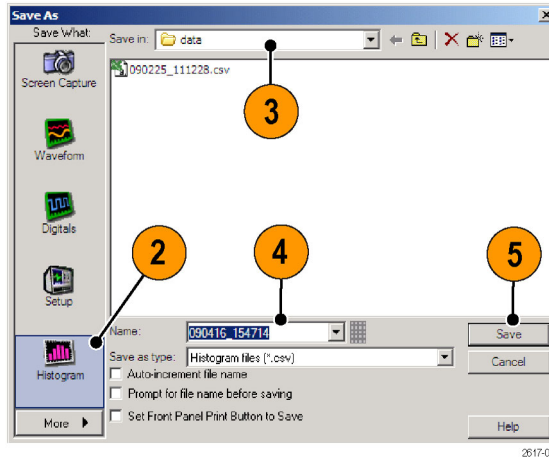 Save As
Save What:
Save in: data
Screen Capture
090225_111228.csv
3
Waveform
Digitals
2
4
5
Setup
Name: 090416_154714
Save
Save as type: Histogram files (*.csv)
Cancel
Histogram
Auto-increment file name
Prompt for file name before saving
Set Front Panel Print Button to Save
More
Help